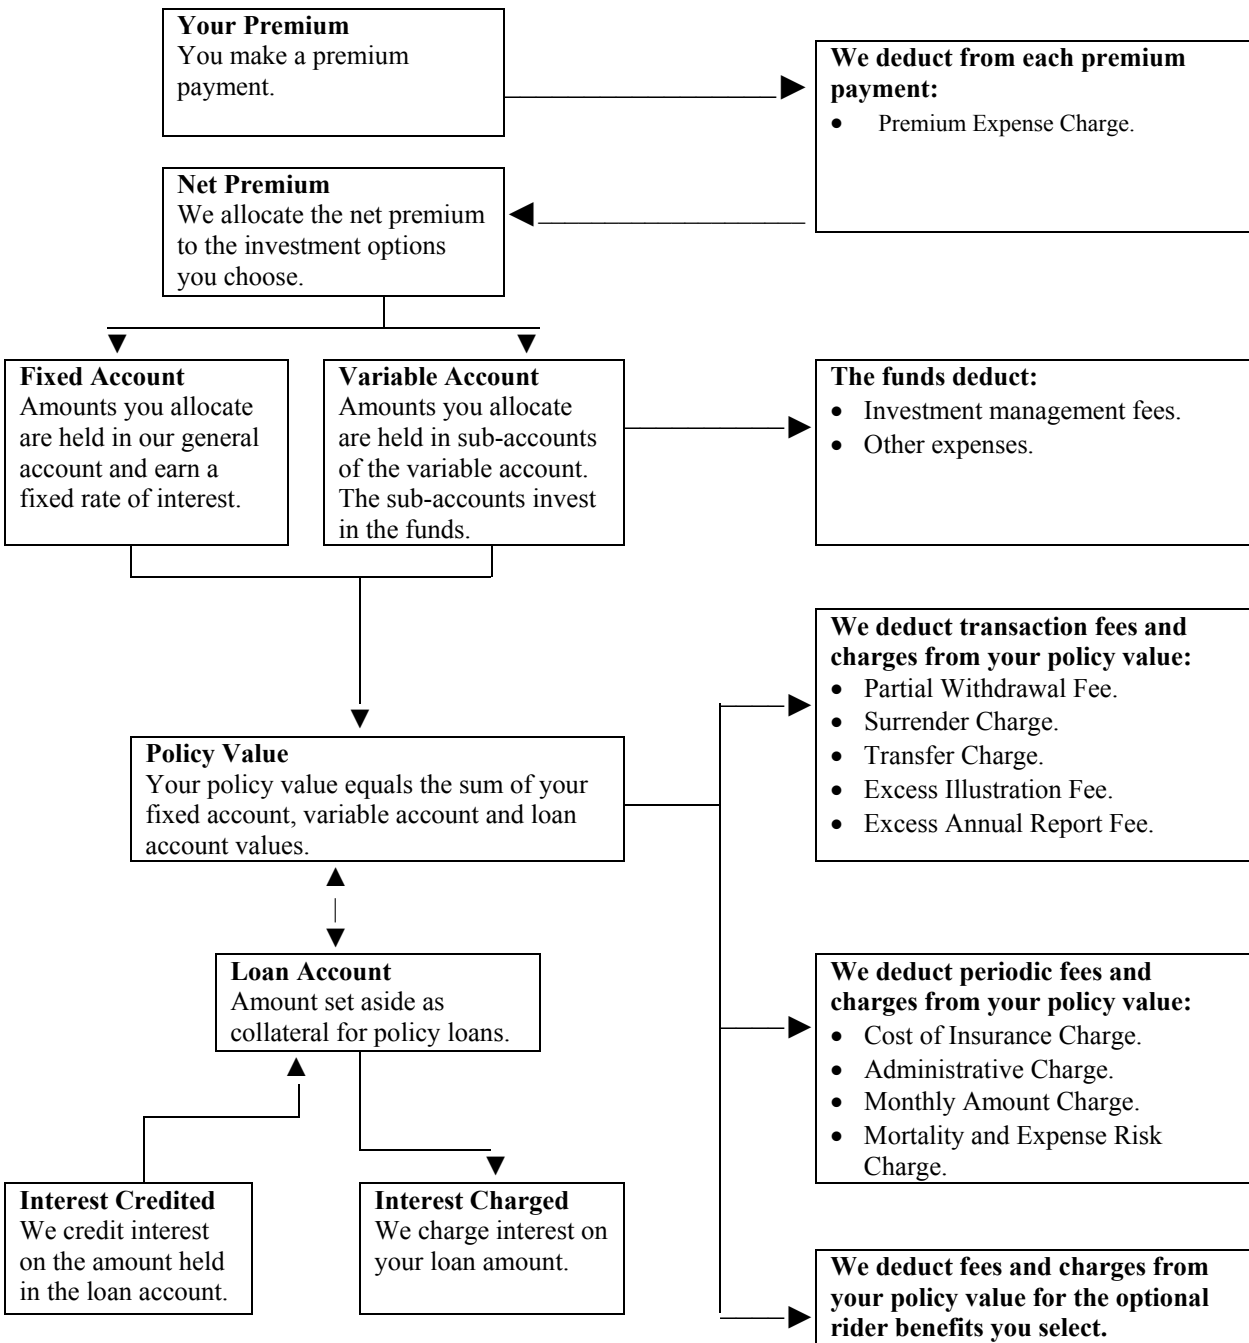 Your Premium
You make a premium
payment.
We deduct from each premium
payment:
• Premium Expense Charge.
Net Premium
We allocate the net premium
to the investment options
you choose.
Fixed Account
Amounts you allocate
are held in our general
account and earn a
fixed rate of interest.
Variable Account
Amounts you allocate
are held in sub-accounts
of the variable account.
The sub-accounts invest
in the funds.
The funds deduct:
• Investment management fees.
• Other expenses.
We deduct transaction fees and
charges from your policy value:
• Partial Withdrawal Fee.
• Surrender Charge.
• Transfer Charge.
• Excess Illustration Fee.
• Excess Annual Report Fee.
Policy Value
Your policy value equals the sum of your
fixed account, variable account and loan
account values.
Loan Account
Amount set aside as
collateral for policy loans.
We deduct periodic fees and
charges from your policy value:
• Cost of Insurance Charge.
• Administrative Charge.
• Monthly Amount Charge.
• Mortality and Expense Risk
Charge.
Interest Credited
We credit interest
on the amount held
in the loan account.
Interest Charged
We charge interest on
your loan amount.
We deduct fees and charges from
your policy value for the optional
rider benefits you select.